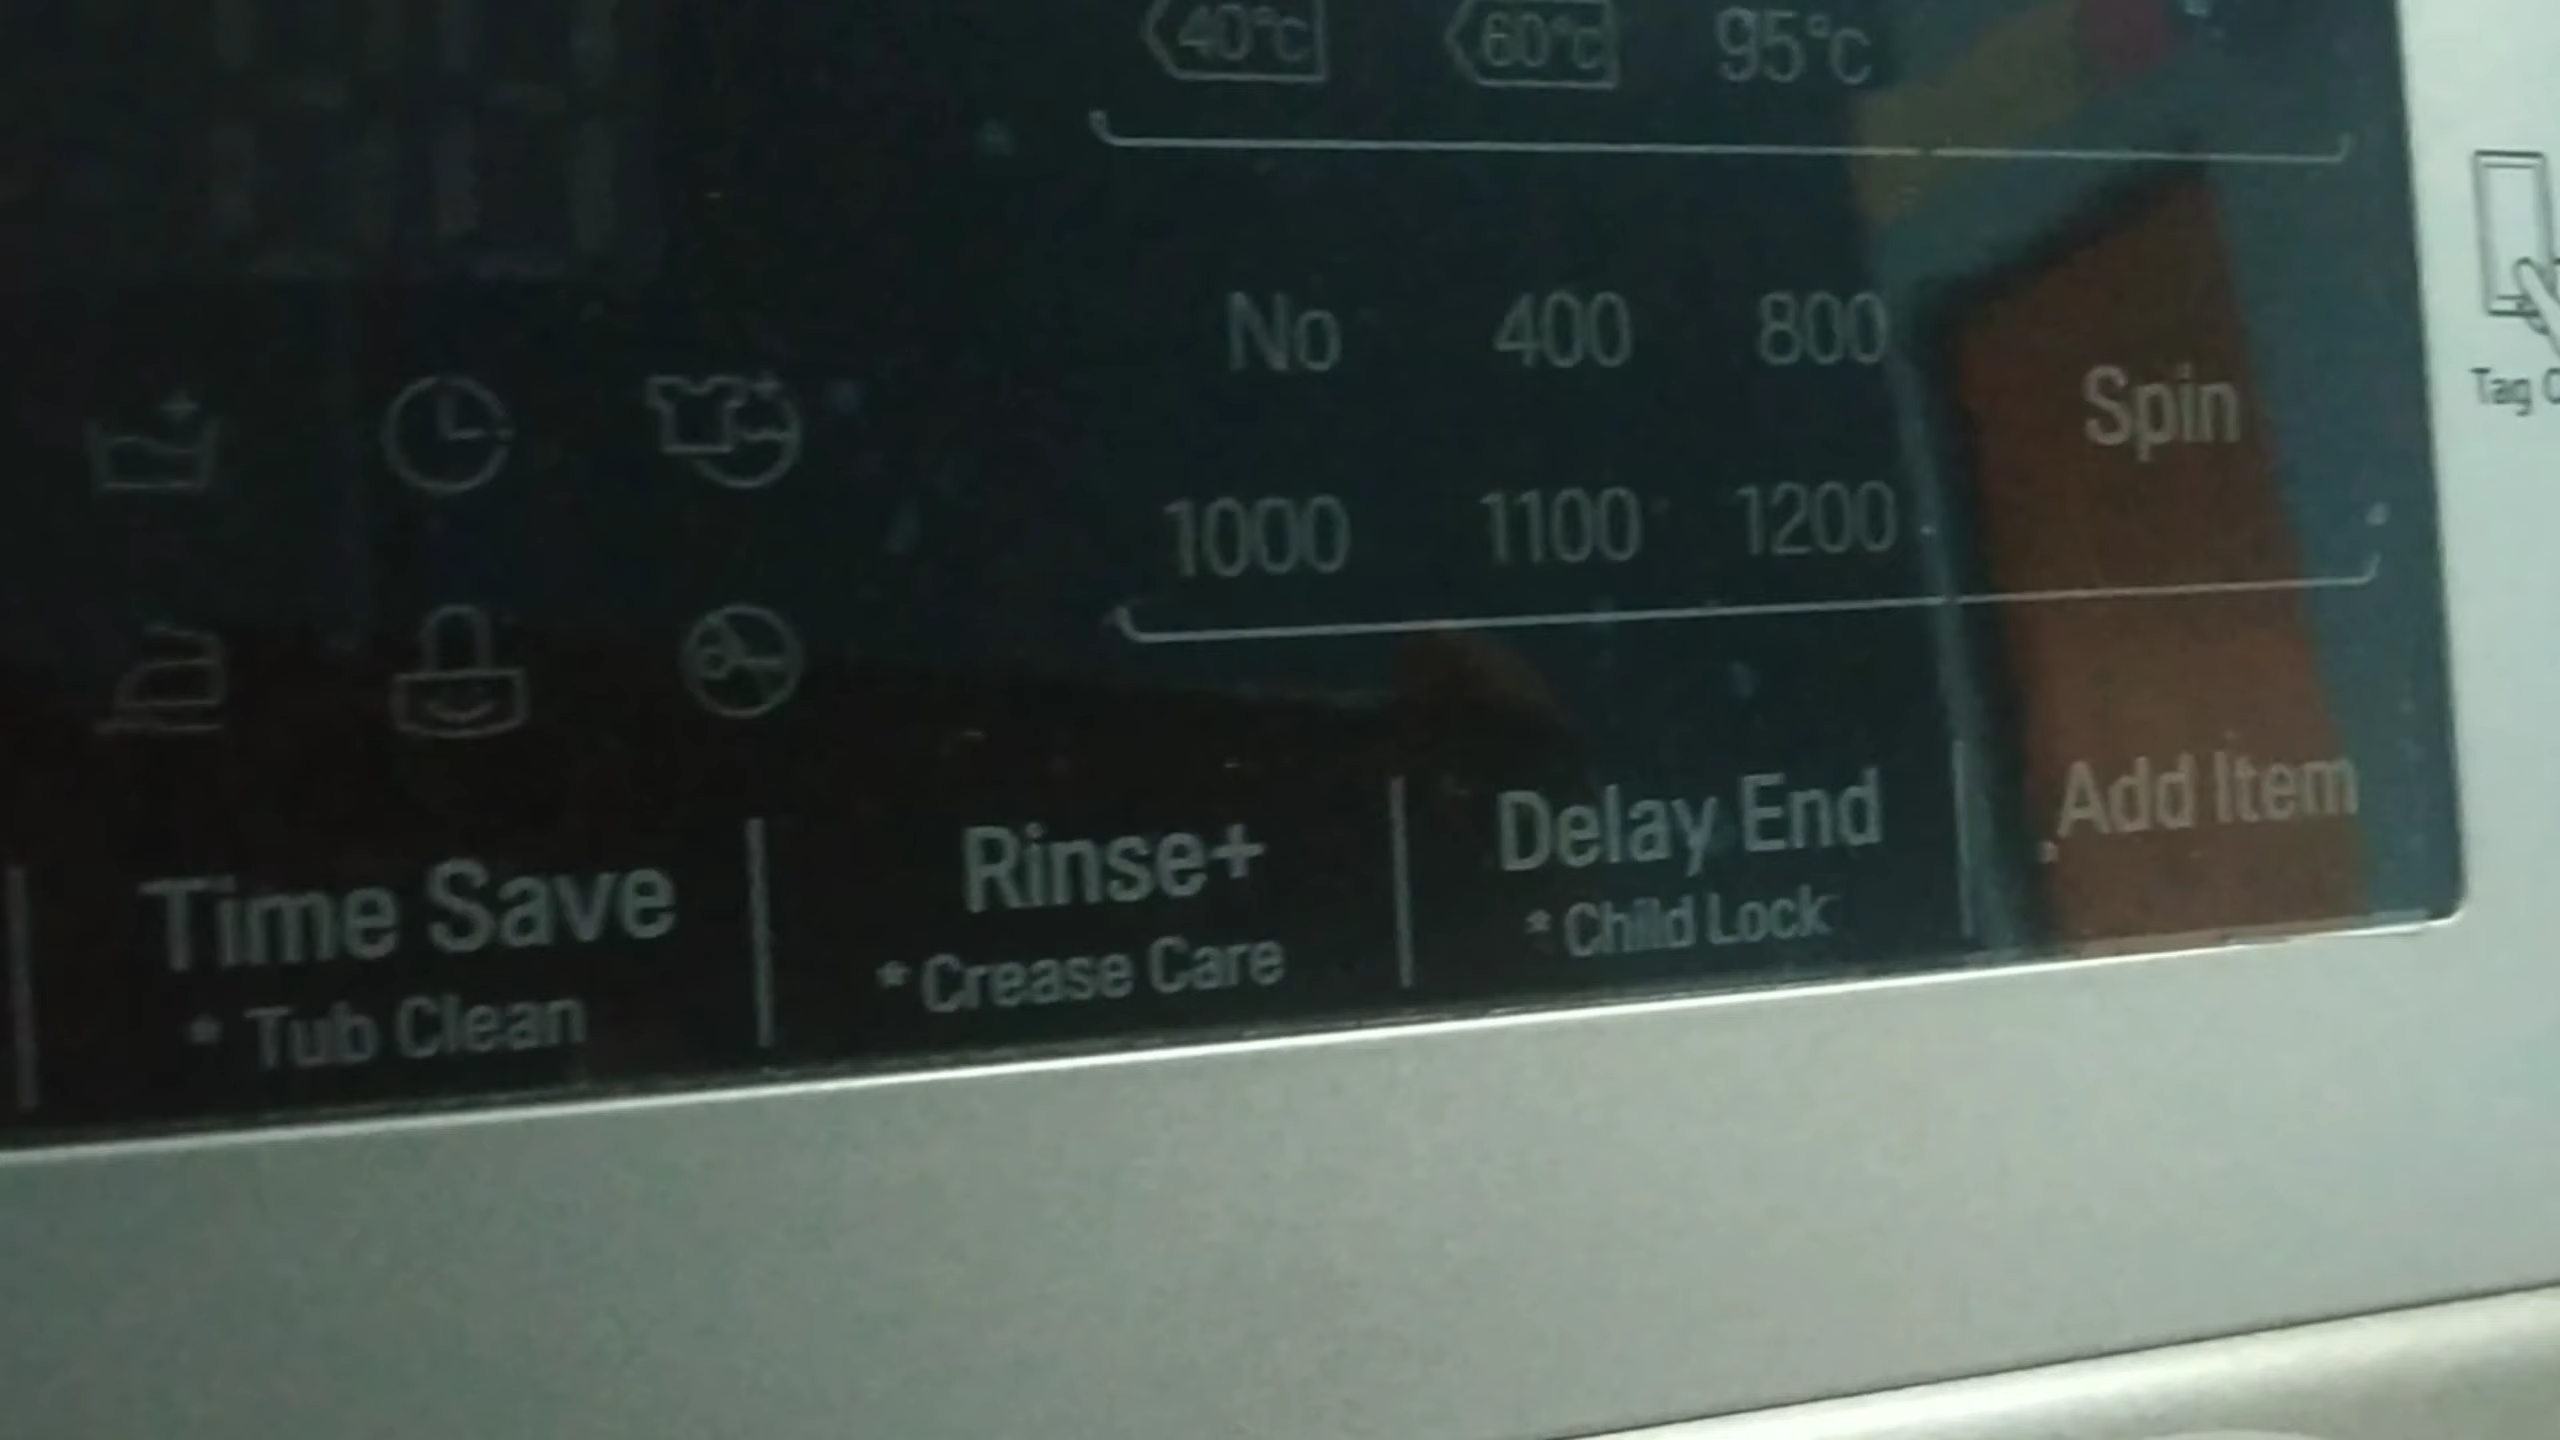 40°c 60°c 95°c
No 400 800
Spin
1000 1100 1200
Tag
Time Save
* Tub Clean
Rinse+
* Crease Care
Delay End
* Child Lock
Add Item